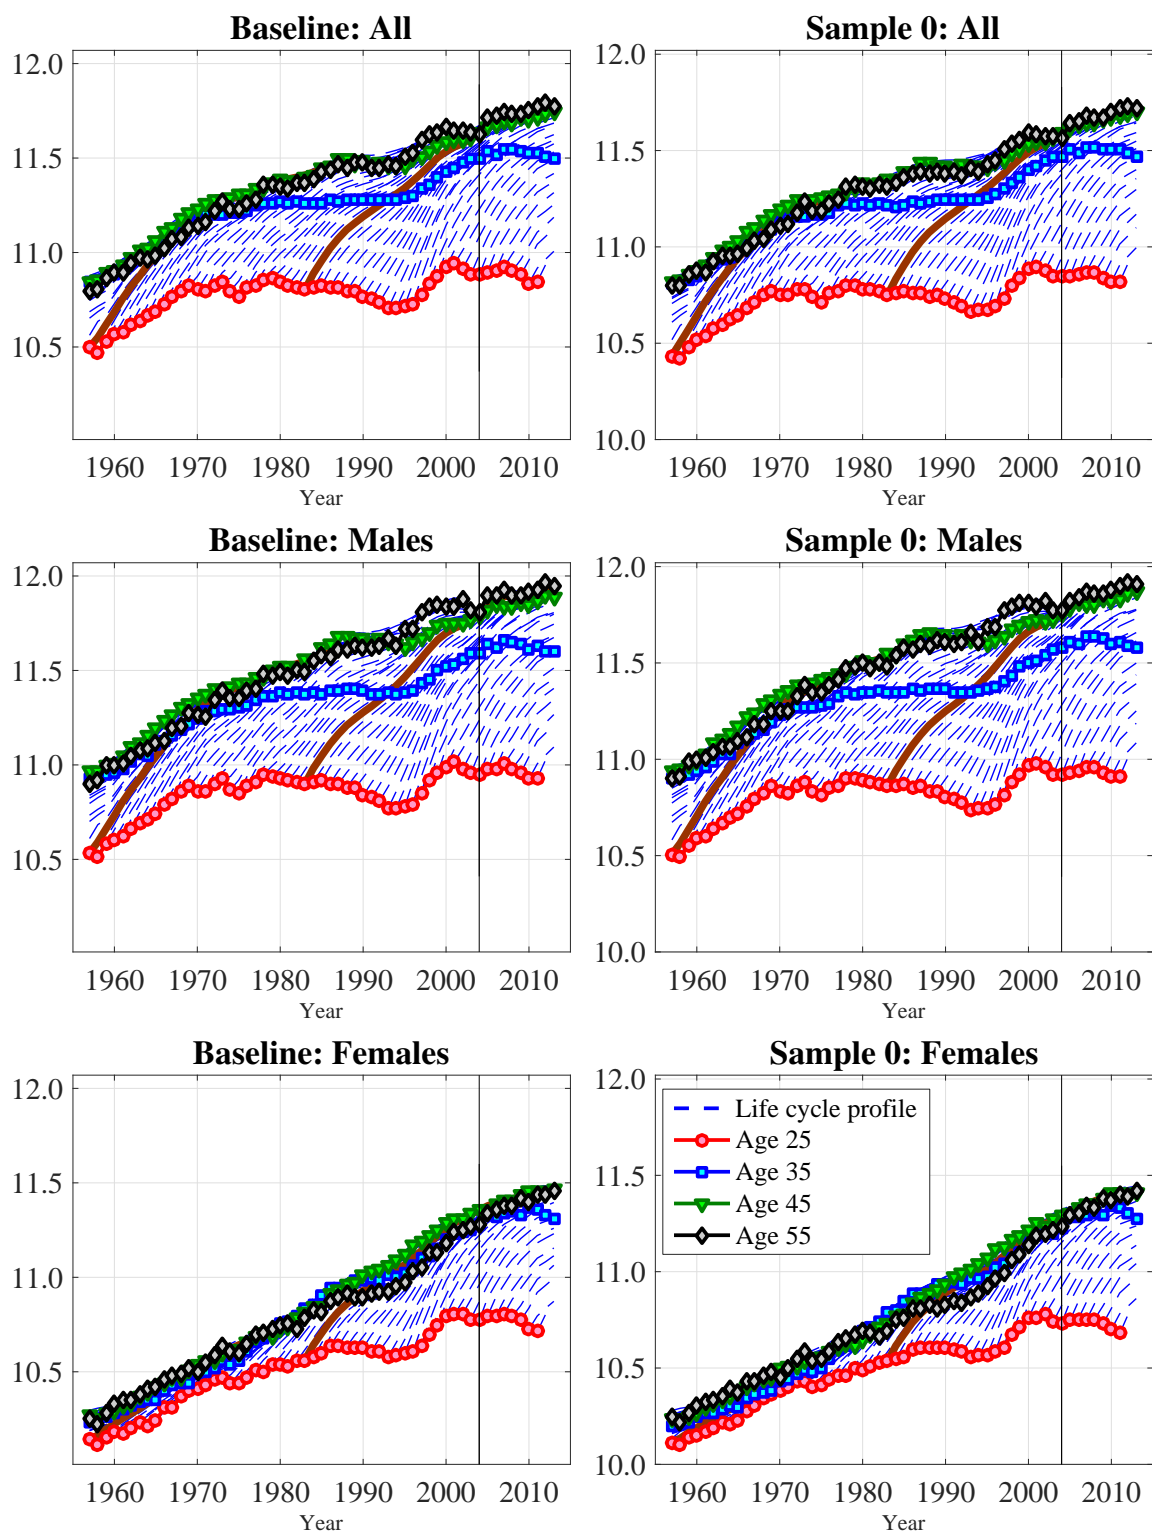 Baseline: All
Sample 0: All
12.0
11.5
11.0
10.5
1960 1970 1980 1990 2000 2010
Year
12.0
11.5
11.0
10.5
10.0
1960 1970 1980 1990 2000 2010
Year
Baseline: Males
Sample 0: Males
12.0
11.5
11.0
10.5
1960 1970 1980 1990 2000 2010
Year
12.0
11.5
11.0
10.5
10.0
1960 1970 1980 1990 2000 2010
Year
Baseline: Females
Sample 0: Females
12.0
11.5
11.0
10.5
1960 1970 1980 1990 2000 2010
Year
12.0
11.5
11.0
10.5
10.0
Life cycle profile
Age 25
Age 35
Age 45
Age 55
1960 1970 1980 1990 2000 2010
Year